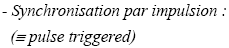 - Synchronisation par impulsion :
(≡ pulse triggered)